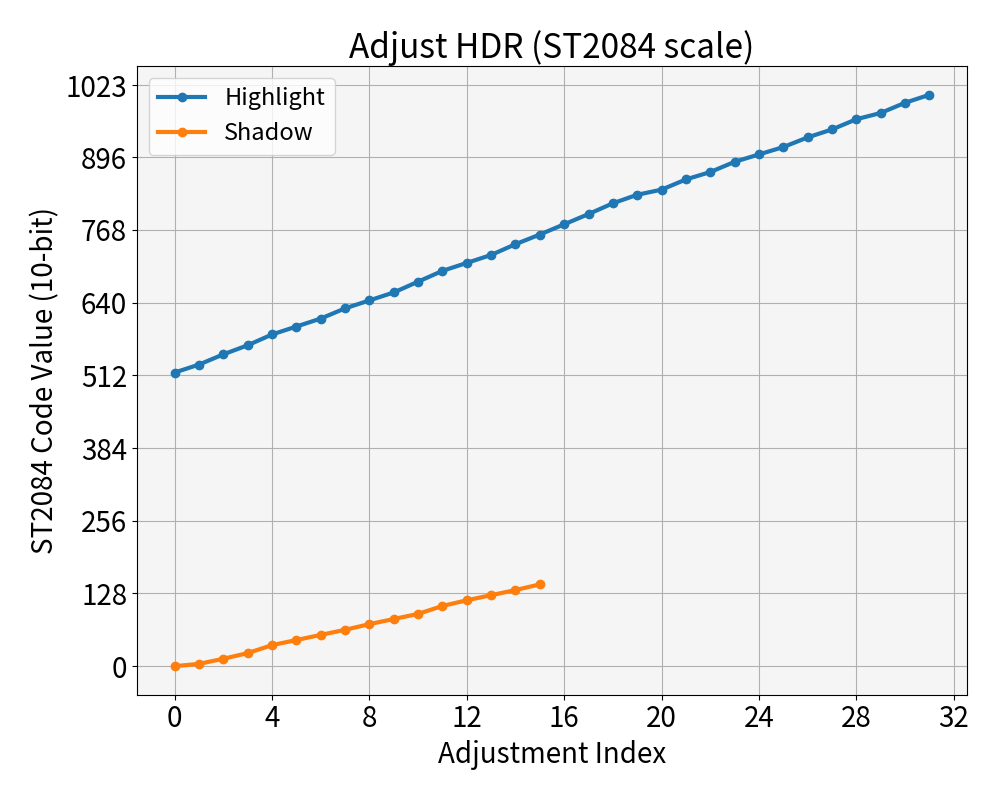 Adjust HDR (ST2084 scale)
Highlight
Shadow
1023
896
768
640
512
384
256
128
0
ST2084 Code Value (10-bit)
0 4 8 12 16 20 24 28 32
Adjustment Index